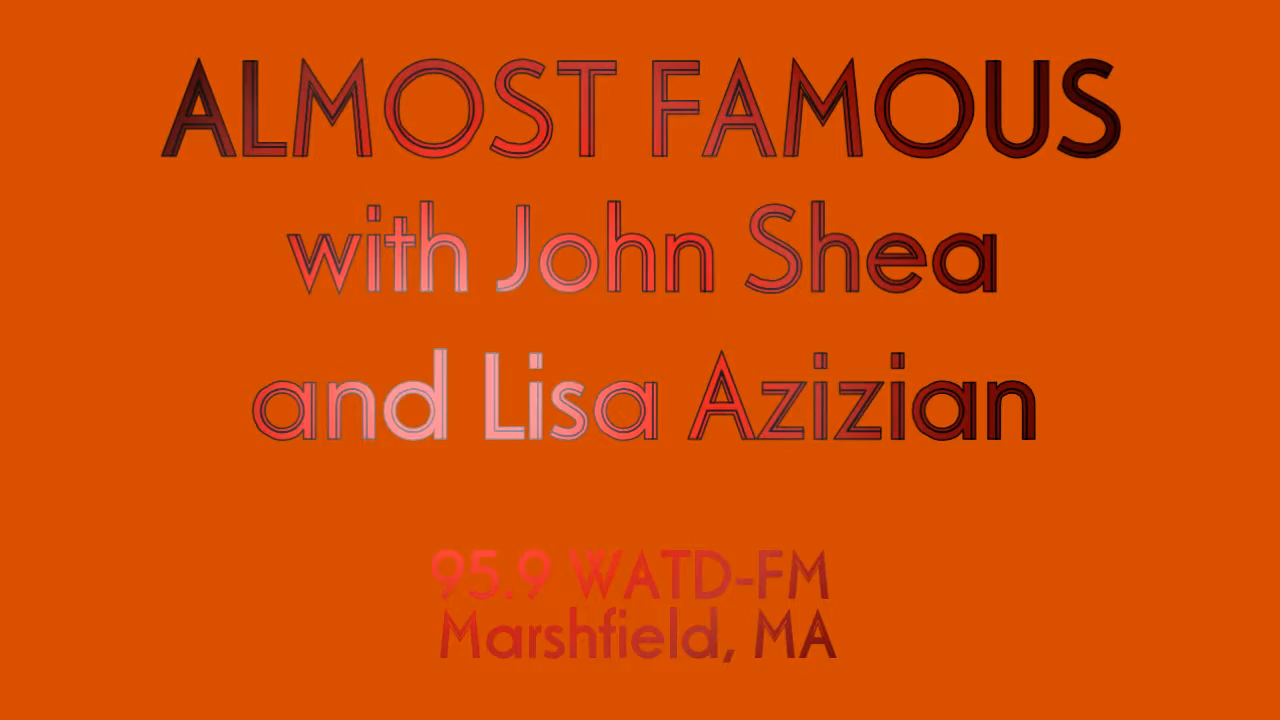 ALMOST FAMOUS
with John Shea
and Lisa Azizian
95.9 WATD-FM
Marshfield, MA